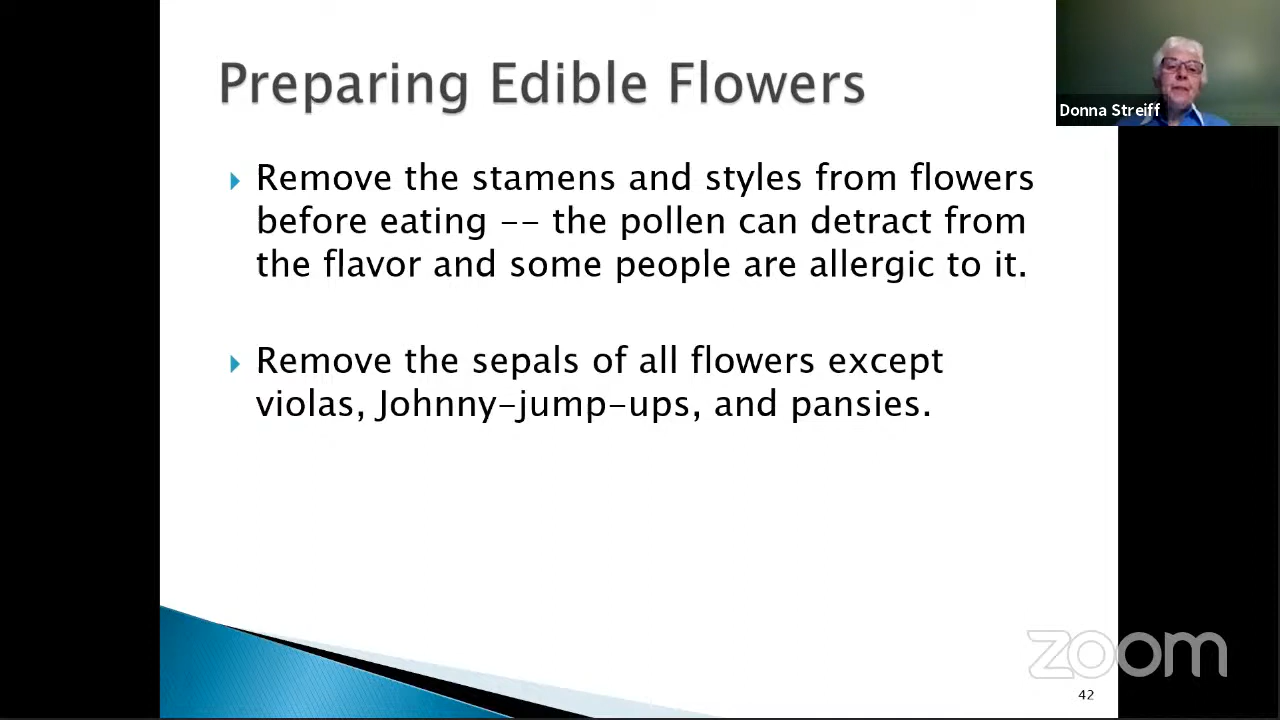 Preparing Edible Flowers
Donna Streiff
Remove the stamens and styles from flowers
before eating -- the pollen can detract from
the flavor and some people are allergic to it.
Remove the sepals of all flowers except
violas, Johnny-jump-ups, and pansies.
zoom
42